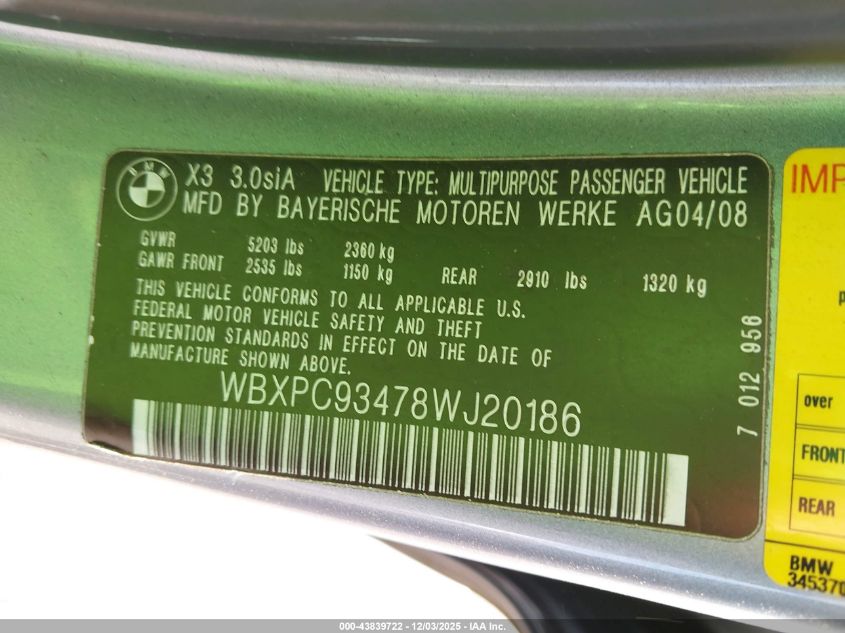 BMW
X3 3.0siA VEHICLE TYPE: MULTIPURPOSE PASSENGER VEHICLE
MFD BY BAYERISCHE MOTOREN WERKE AG04/08
GVWR 5203 lbs 2360 kg
GAWR FRONT 2535 lbs 1150 kg REAR 2910 lbs 1320 kg
THIS VEHICLE CONFORMS TO ALL APPLICABLE U.S.
FEDERAL MOTOR VEHICLE SAFETY AND THEFT
PREVENTION STANDARDS IN EFFECT ON THE DATE OF
MANUFACTURE SHOWN ABOVE.
WBXPC93478WJ20186
7 012 956
IMP
P
over
FRONT
REAR
BMW
345370
000-43839722 - 12/03/2025 - IAA Inc.